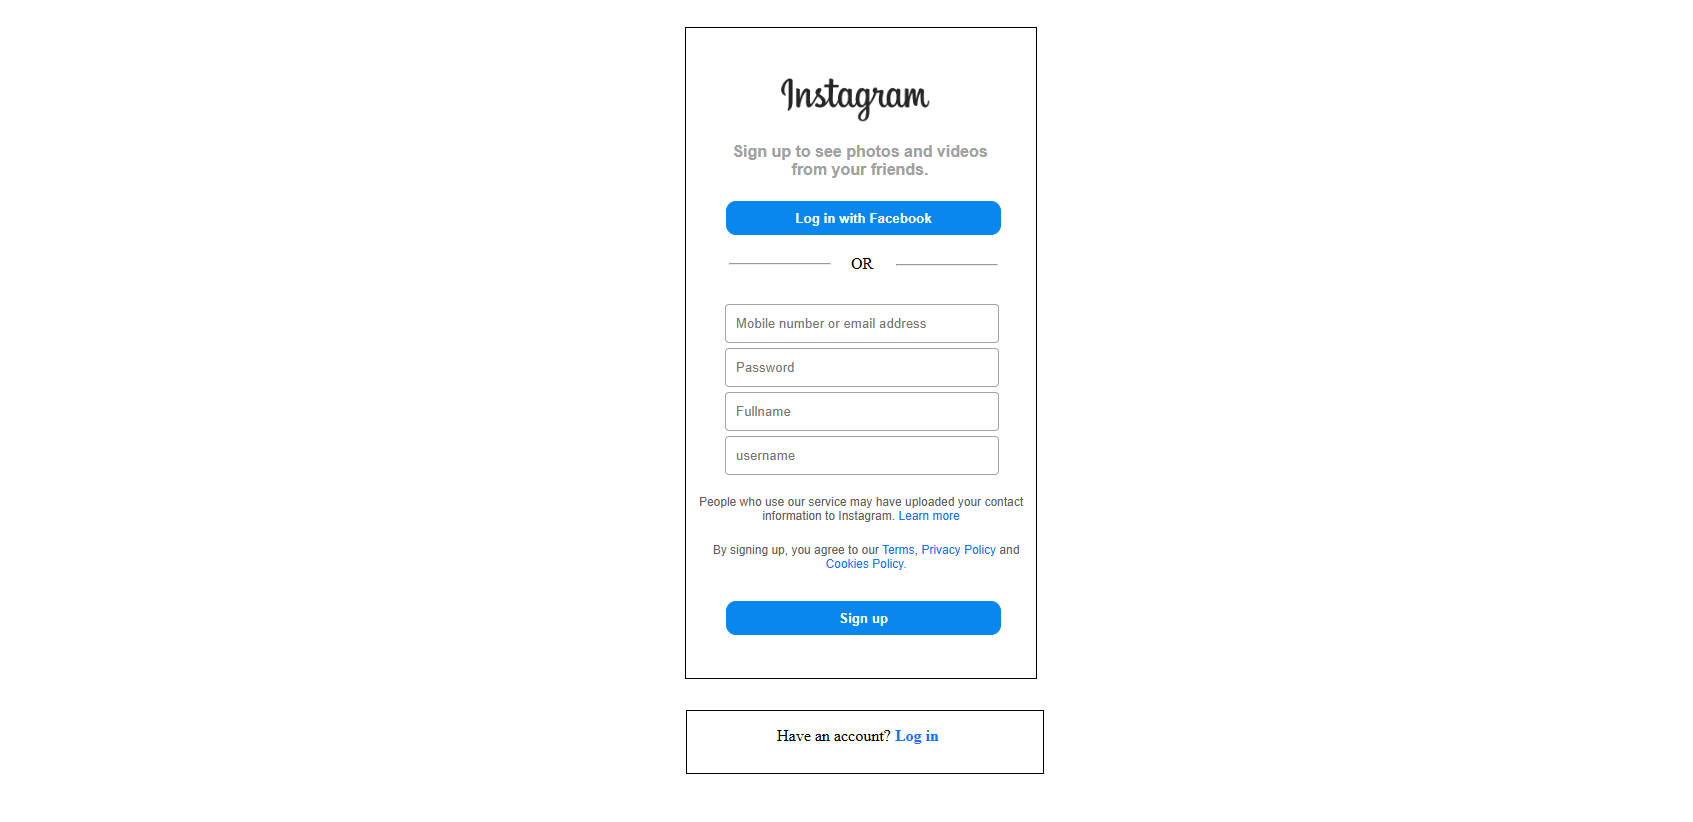 Instagram
Sign up to see photos and videos
from your friends.
Log in with Facebook
OR
Mobile number or email address
Password
Fullname
username
People who use our service may have uploaded your contact
information to Instagram. Learn more
By signing up, you agree to our Terms, Privacy Policy and
Cookies Policy.
Sign up
Have an account? Log in